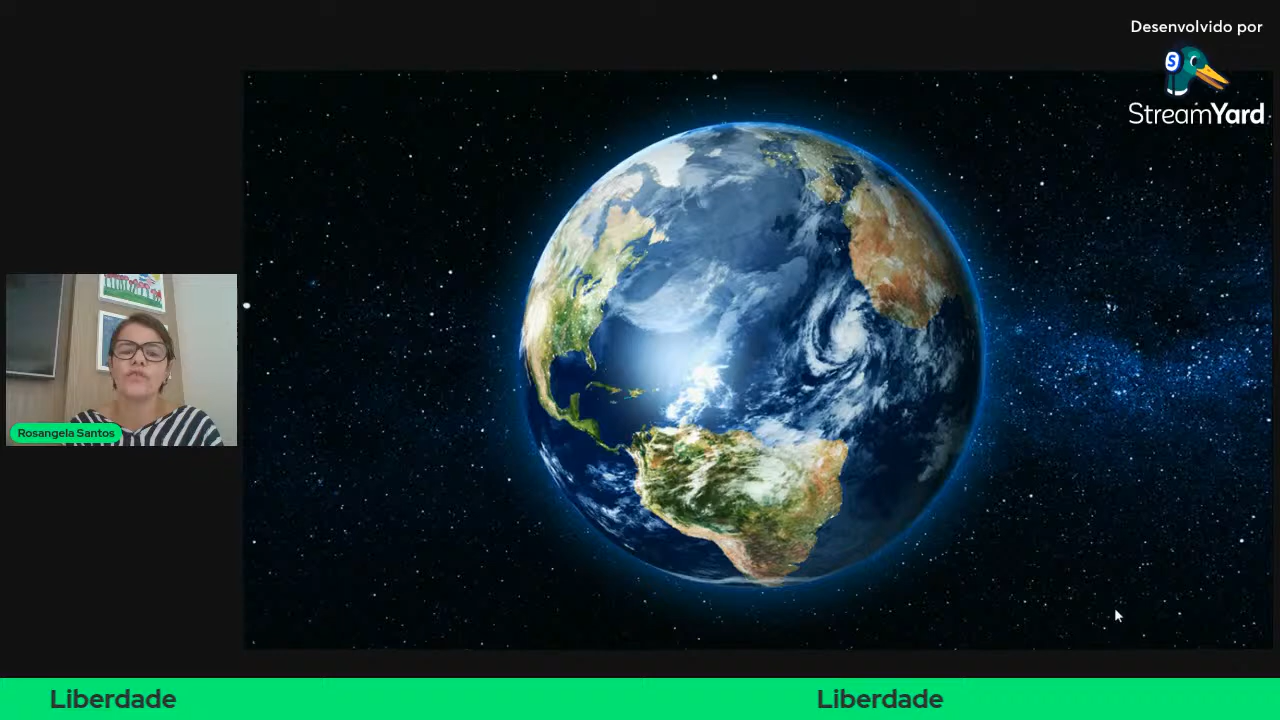 Desenvolvido por
S
StreamYard
Rosangela Santos
Liberdade
Liberdade